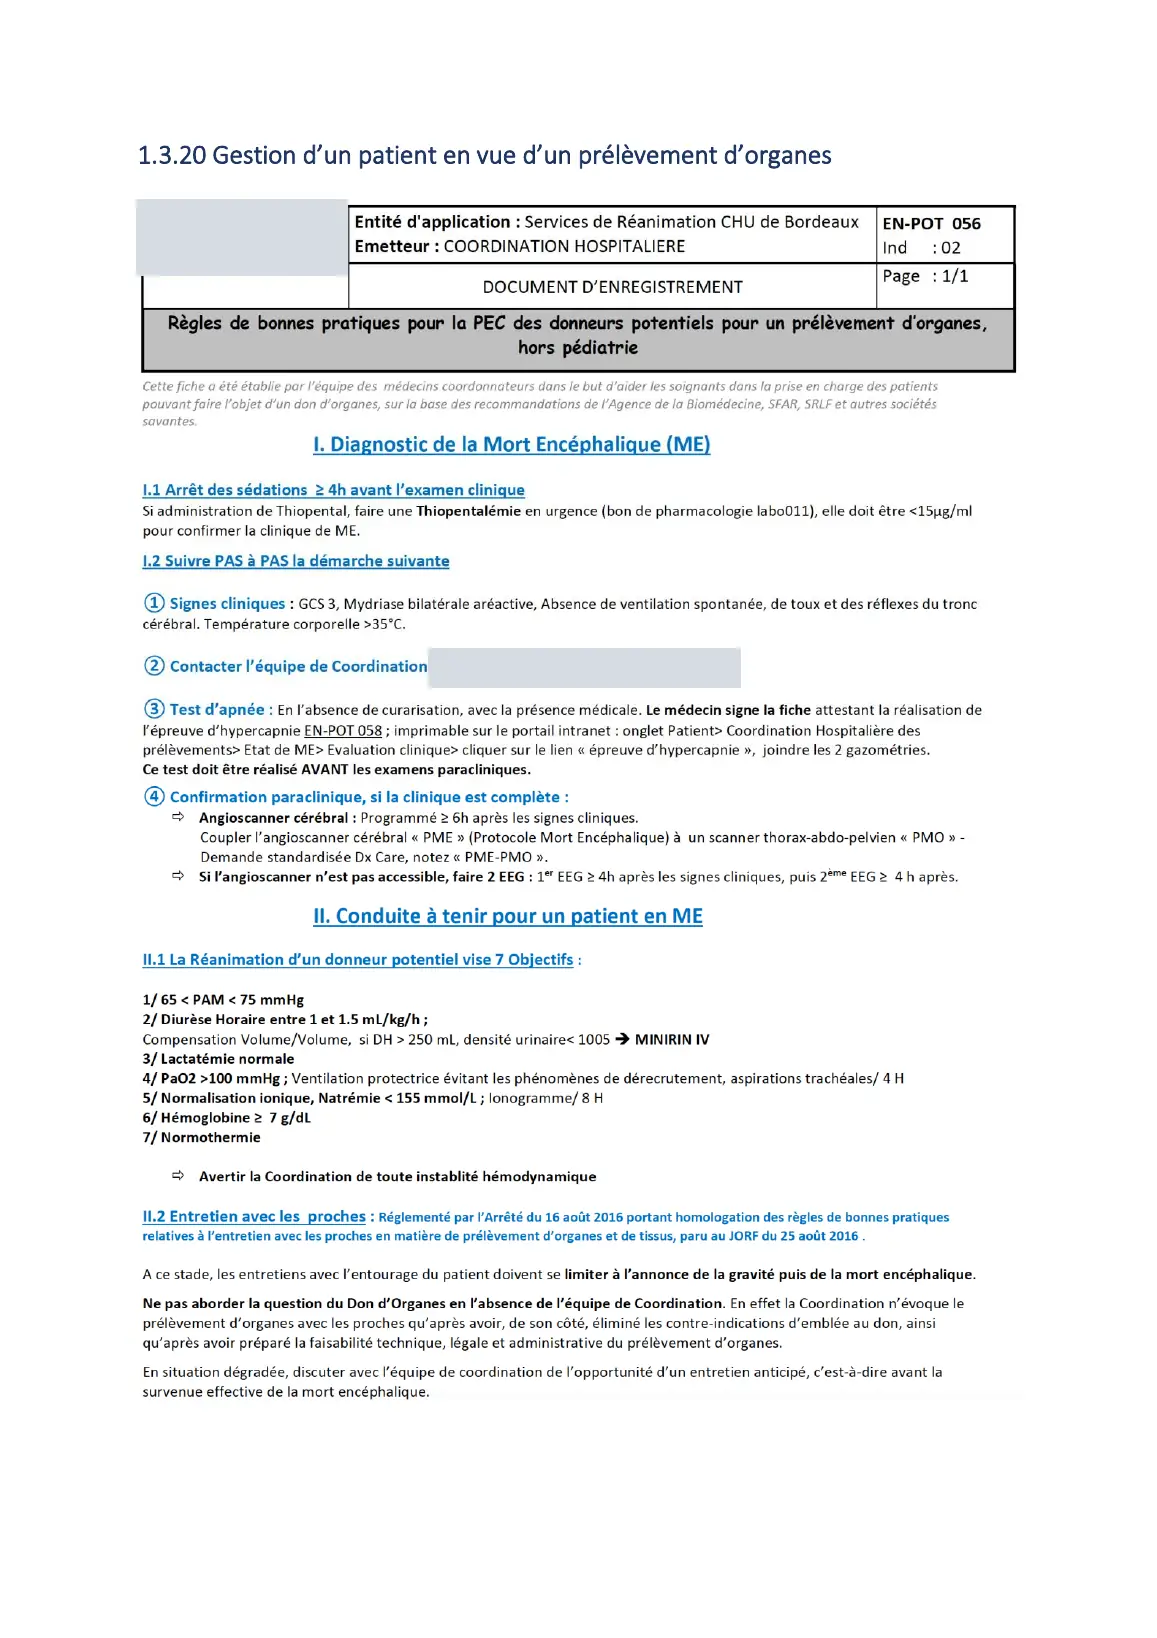 1.3.20 Gestion d’un patient en vue d’un prélèvement d’organes
Entité d'application : Services de Réanimation CHU de Bordeaux
Emetteur : COORDINATION HOSPITALIERE
EN-POT 056
Ind : 02
DOCUMENT D’ENREGISTREMENT
Page : 1/1
Règles de bonnes pratiques pour la PEC des donneurs potentiels pour un prélèvement d’organes,
hors pédiatrie
Cette fiche a été établie par l’équipe des médecins coordonnateurs dans le but d’aider les soignants dans la prise en charge des patients
pouvant faire l’objet d’un don d’organes, sur la base des recommandations de l’Agence de la Biomédecine, SFAR, SRLF et autres sociétés
savantes.
I. Diagnostic de la Mort Encéphalique (ME)
I.1 Arrêt des sédations ≥ 4h avant l’examen clinique
Si administration de Thiopental, faire une Thiopentalémie en urgence (bon de pharmacologie labo011), elle doit être <15µg/ml
pour confirmer la clinique de ME.
I.2 Suivre PAS à PAS la démarche suivante
① Signes cliniques : GCS 3, Mydriase bilatérale aréactive, Absence de ventilation spontanée, de toux et des réflexes du tronc
cérébral. Température corporelle >35°C.
② Contacter l’équipe de Coordination
③ Test d’apnée : En l’absence de curarisation, avec la présence médicale. Le médecin signe la fiche attestant la réalisation de
l’épreuve d’hypercapnie EN-POT 058 ; imprimable sur le portail intranet : onglet Patient> Coordination Hospitalière des
prélèvements> Etat de ME> Evaluation clinique> cliquer sur le lien « épreuve d’hypercapnie », joindre les 2 gazométries.
Ce test doit être réalisé AVANT les examens paracliniques.
④ Confirmation paraclinique, si la clinique est complète :
⇨ Angioscanner cérébral : Programmé ≥ 6h après les signes cliniques.
Coupler l’angioscanner cérébral « PME » (Protocole Mort Encéphalique) à un scanner thorax-abdo-pelvien « PMO » -
Demande standardisée Dx Care, notez « PME-PMO ».
⇨ Si l’angioscanner n’est pas accessible, faire 2 EEG : 1er EEG ≥ 4h après les signes cliniques, puis 2ème EEG ≥ 4 h après.
II. Conduite à tenir pour un patient en ME
II.1 La Réanimation d’un donneur potentiel vise 7 Objectifs :
1/ 65 < PAM < 75 mmHg
2/ Diurèse Horaire entre 1 et 1.5 mL/kg/h ;
Compensation Volume/Volume, si DH > 250 mL, densité urinaire< 1005 ➔ MINIRIN IV
3/ Lactatémie normale
4/ PaO2 >100 mmHg ; Ventilation protectrice évitant les phénomènes de dérecrutement, aspirations trachéales/ 4 H
5/ Normalisation ionique, Natrémie < 155 mmol/L ; Ionogramme/ 8 H
6/ Hémoglobine ≥ 7 g/dL
7/ Normothermie
⇨ Avertir la Coordination de toute instablité hémodynamique
II.2 Entretien avec les proches : Réglementé par l’Arrêté du 16 août 2016 portant homologation des règles de bonnes pratiques
relatives à l’entretien avec les proches en matière de prélèvement d’organes et de tissus, paru au JORF du 25 août 2016 .
A ce stade, les entretiens avec l’entourage du patient doivent se limiter à l’annonce de la gravité puis de la mort encéphalique.
Ne pas aborder la question du Don d’Organes en l’absence de l’équipe de Coordination. En effet la Coordination n’évoque le
prélèvement d’organes avec les proches qu’après avoir, de son côté, éliminé les contre-indications d’emblée au don, ainsi
qu’après avoir préparé la faisabilité technique, légale et administrative du prélèvement d’organes.
En situation dégradée, discuter avec l’équipe de coordination de l’opportunité d’un entretien anticipé, c’est-à-dire avant la
survenue effective de la mort encéphalique.